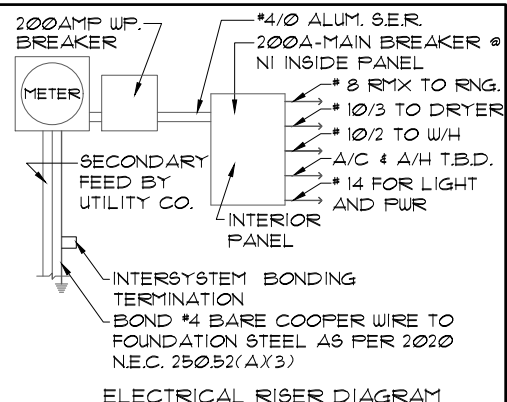 200AMP WP.
BREAKER
#4/0 ALUM. S.E.R.
200A-MAIN BREAKER @
N1 INSIDE PANEL
METER
# 8 RMX TO RNG.
# 10/3 TO DRYER
# 10/2 TO W/H
A/C & A/H T.B.D.
# 14 FOR LIGHT
AND PWR
SECONDARY
FEED BY
UTILITY CO.
INTERIOR
PANEL
INTERSYSTEM BONDING
TERMINATION
BOND #4 BARE COOPER WIRE TO
FOUNDATION STEEL AS PER 2020
N.E.C. 250.52(A)(3)
ELECTRICAL RISER DIAGRAM